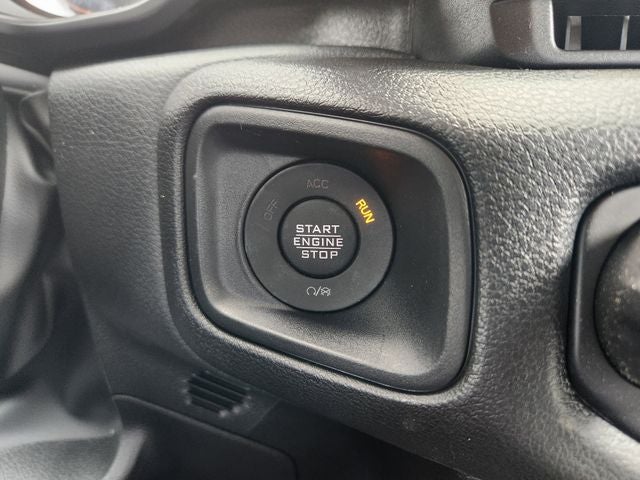 ACC
OFF
RUN
START
ENGINE
STOP